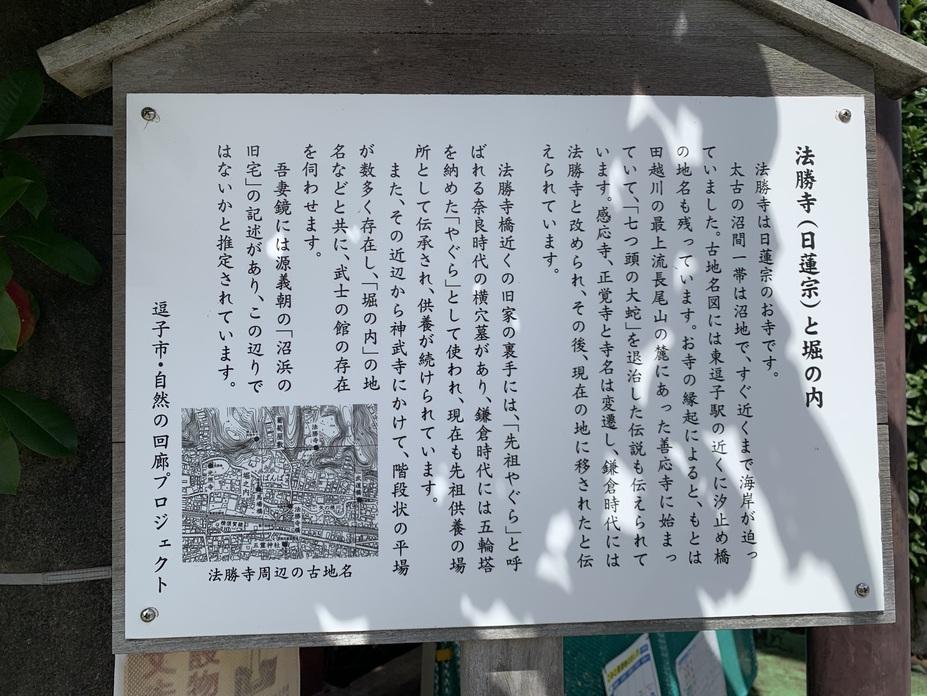 法勝寺（日蓮宗）と堀の内
法勝寺は日蓮宗のお寺です。
太古の沼間一帯は沼地で、すぐ近くまで海岸が迫っ
ていました。古地名図には東逗子駅の近くに汐止め橋
の地名も残っています。お寺の縁起によると、もとは
田越川の最上流長尾山の麓にあった善応寺に始まっ
ていて、「七つ頭の大蛇」を退治した伝説も伝えられて
います。感応寺、正覚寺と寺名は変遷し、鎌倉時代には
法勝寺と改められ、その後、現在の地に移されたと伝
えられています。
法勝寺橋近くの旧家の裏手には、「先祖やぐら」と呼
ばれる奈良時代の横穴墓があり、鎌倉時代には五輪塔
を納めた「やぐら」として使われ、現在も先祖供養の場
所として伝承され、供養が続けられています。
また、その近辺から神武寺にかけて、階段状の平場
が数多く存在し、「堀の内」の地
名などと共に、武士の館の存在
を伺わせます。
吾妻鏡には源義朝の「沼浜の
旧宅」の記述があり、この辺りで
はないかと推定されています。
法勝寺周辺の古地名
逗子市・自然の回廊プロジェクト